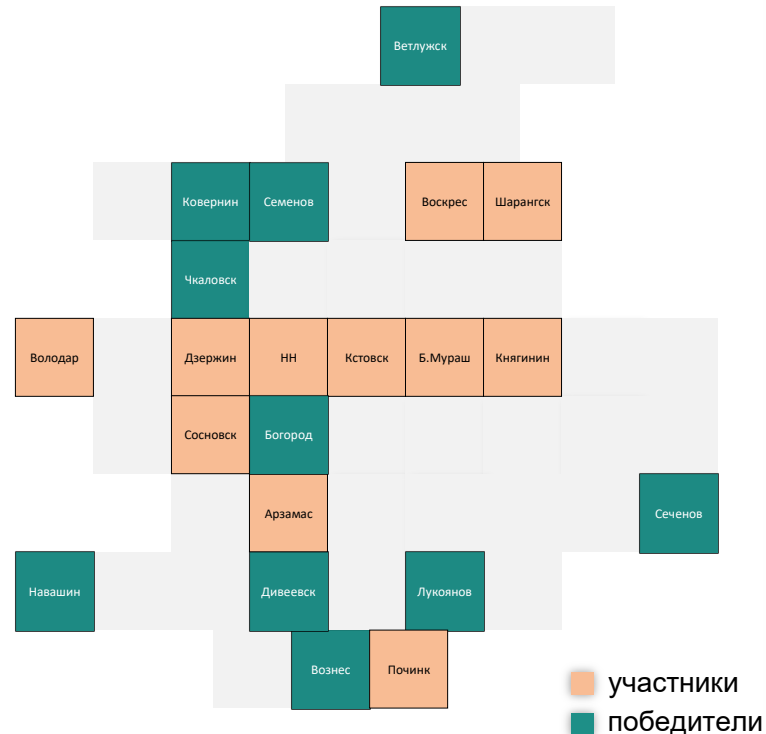 Ветлужск
Ковернин
Семенов
Воскрес
Шарангск
Чкаловск
Володар
Дзержин
НН
Кстовск
Б.Мураш
Княгинин
Сосновск
Богород
Арзамас
Сеченов
Навашин
Дивеевск
Лукоянов
Вознес
Починк
участники
победители